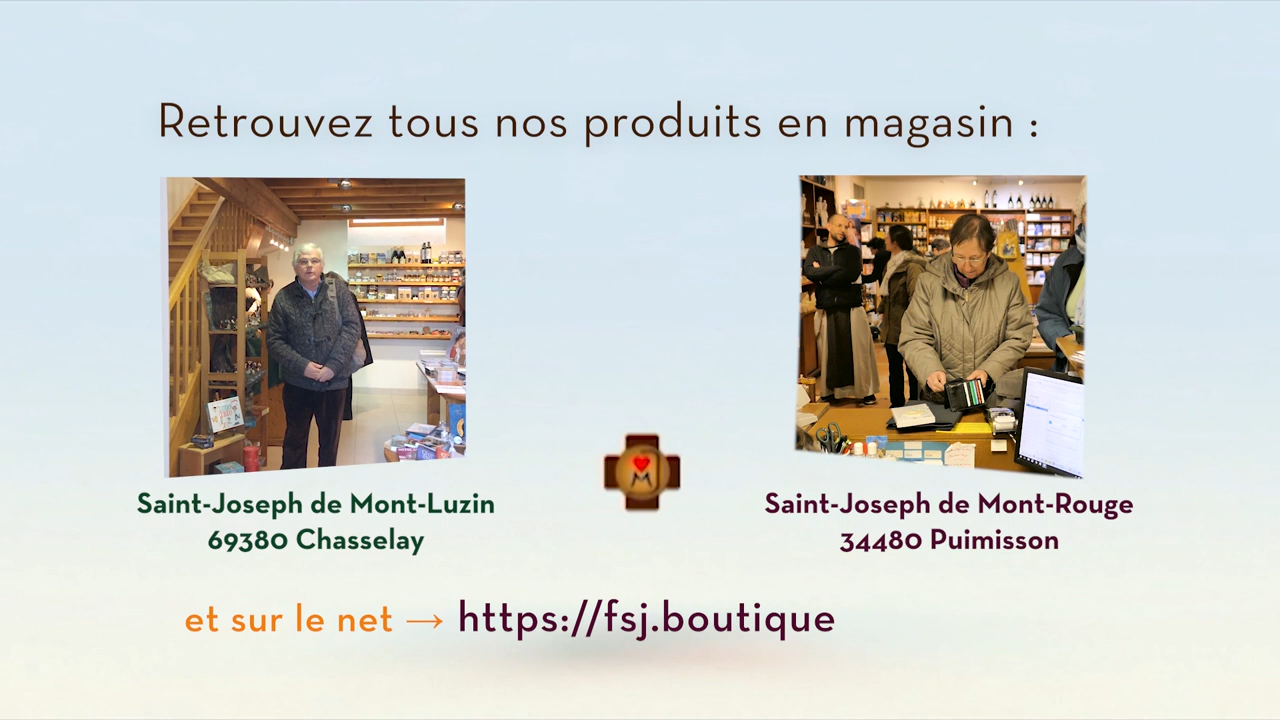 Retrouvez tous nos produits en magasin :
Saint-Joseph de Mont-Luzin
69380 Chasselay
Saint-Joseph de Mont-Rouge
34480 Puimisson
et sur le net → https://fsj.boutique
M